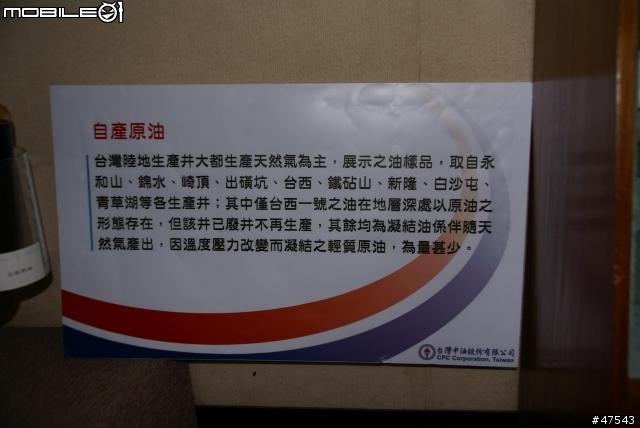 MOBILE01
自產原油
台灣陸地生產井大都生產天然氣為主，展示之油樣品，取自永
和山、錦水、崎頂、出磺坑、台西、鐵砧山、新隆、白沙屯、
青草湖等各生產井；其中僅台西一號之油在地層深處以原油之
形態存在，但該井已廢井不再生產，其餘均為凝結油係伴隨天
然氣產出，因溫度壓力改變而凝結之輕質原油，為量甚少。
台灣中油股份有限公司
CPC Corporation, Taiwan
#47543